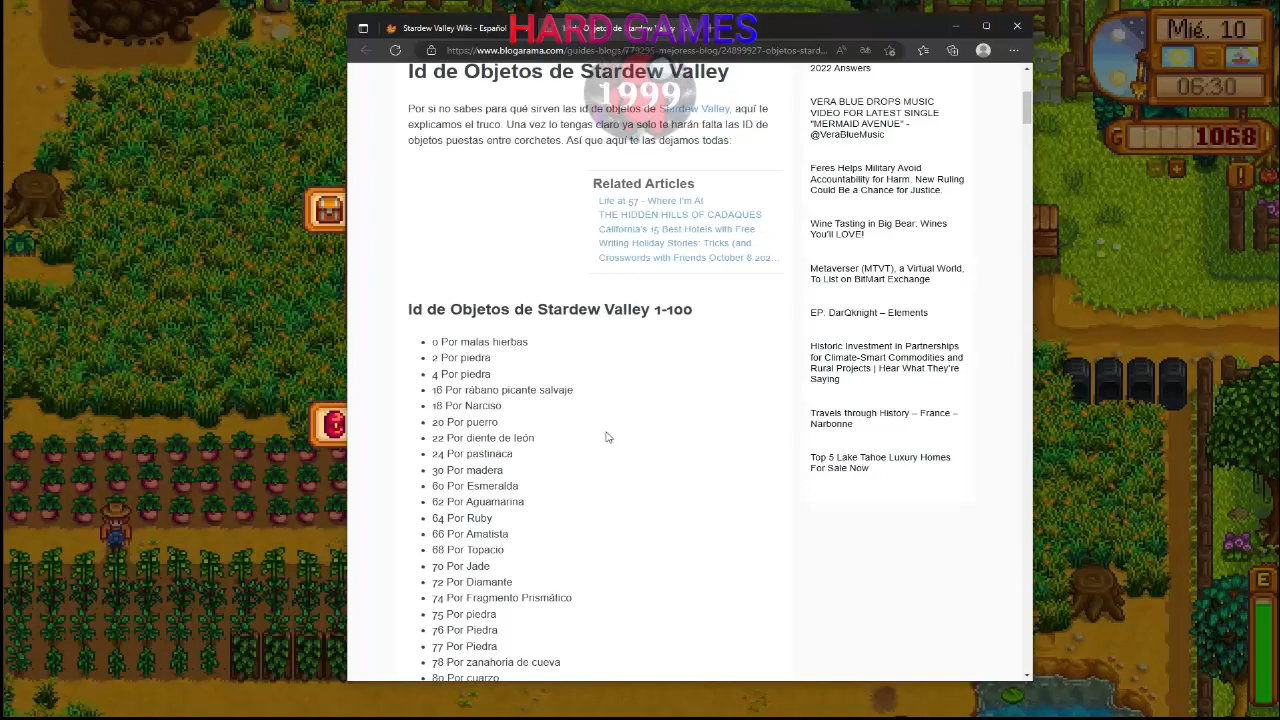 HARD GAMES
1999
Stardew Valley Wiki - Español
https://www.blogarama.com/guides-blogs/779295-mejoress-blog/24899927-objetos-stard...
Id de Objetos de Stardew Valley
Por si no sabes para qué sirven las id de objetos de Stardew Valley, aquí te
explicamos el truco. Una vez lo tengas claro ya solo te harán falta las ID de
objetos puestas entre corchetes. Así que aquí te las dejamos todas:
Related Articles
Life at 57 - Where I'm At
THE HIDDEN HILLS OF CADAQUES
California's 15 Best Hotels with Free
Writing Holiday Stories: Tricks (and
Crosswords with Friends October 8 202...
Id de Objetos de Stardew Valley 1-100
0 Por malas hierbas
2 Por piedra
4 Por piedra
16 Por rábano picante salvaje
18 Por Narciso
20 Por puerro
22 Por diente de león
24 Por pastinaca
30 Por madera
60 Por Esmeralda
62 Por Aguamarina
64 Por Ruby
66 Por Amatista
68 Por Topacio
70 Por Jade
72 Por Diamante
74 Por Fragmento Prismático
75 Por piedra
76 Por Piedra
77 Por Piedra
78 Por zanahoria de cueva
80 Por cuarzo
2022 Answers
VERA BLUE DROPS MUSIC
VIDEO FOR LATEST SINGLE
"MERMAID AVENUE" -
@VeraBlueMusic
Feres Helps Military Avoid
Accountability for Harm. New Ruling
Could Be a Chance for Justice.
Wine Tasting in Big Bear: Wines
You'll LOVE!
Metaverser (MTVT), a Virtual World,
To List on BitMart Exchange
EP: DarQknight – Elements
Historic Investment in Partnerships
for Climate-Smart Commodities and
Rural Projects | Hear What They're
Saying
Travels through History – France –
Narbonne
Top 5 Lake Tahoe Luxury Homes
For Sale Now
Mié. 10
06:30
1068
E